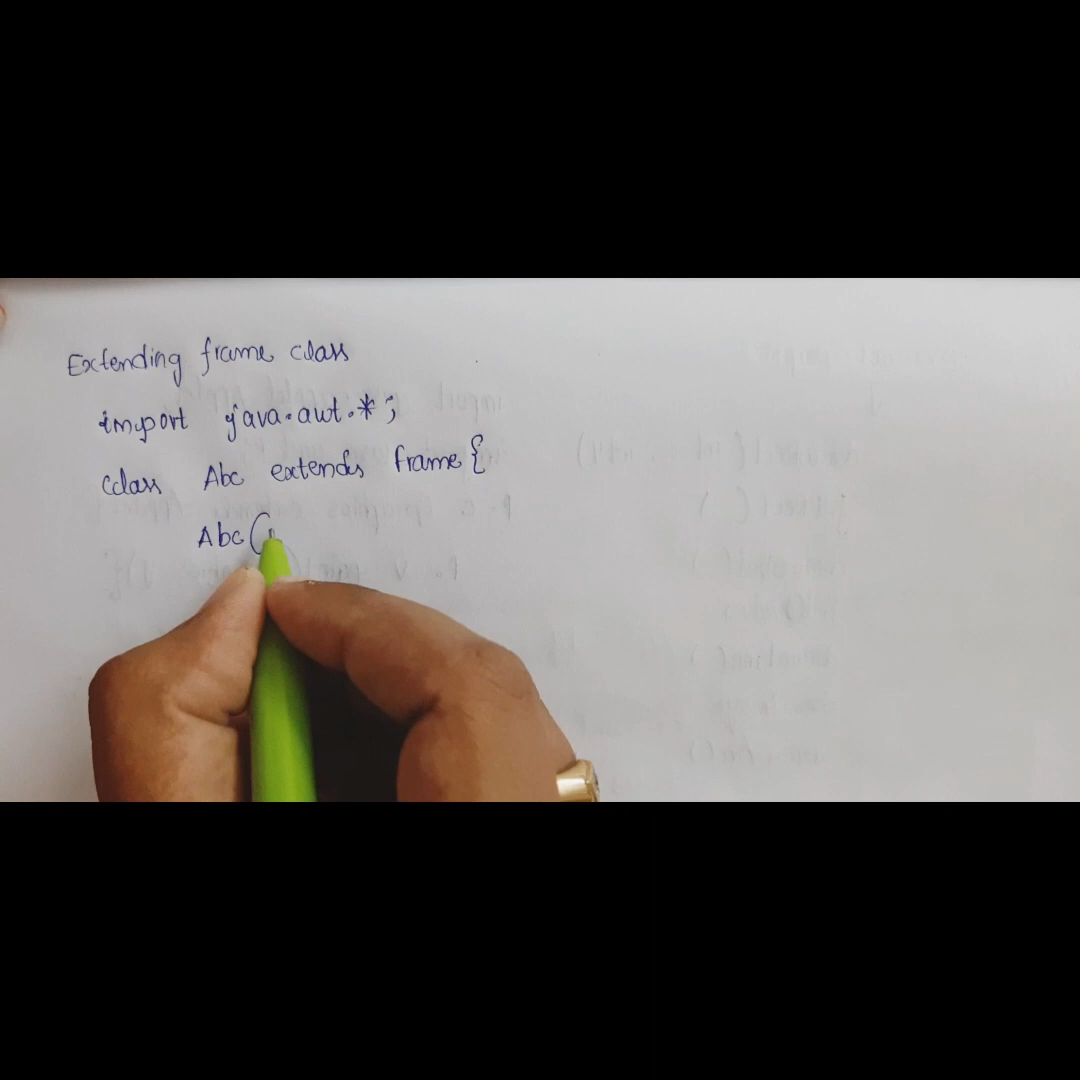 Extending frame class
import java.awt.*;
class Abc extends frame{
Abc(